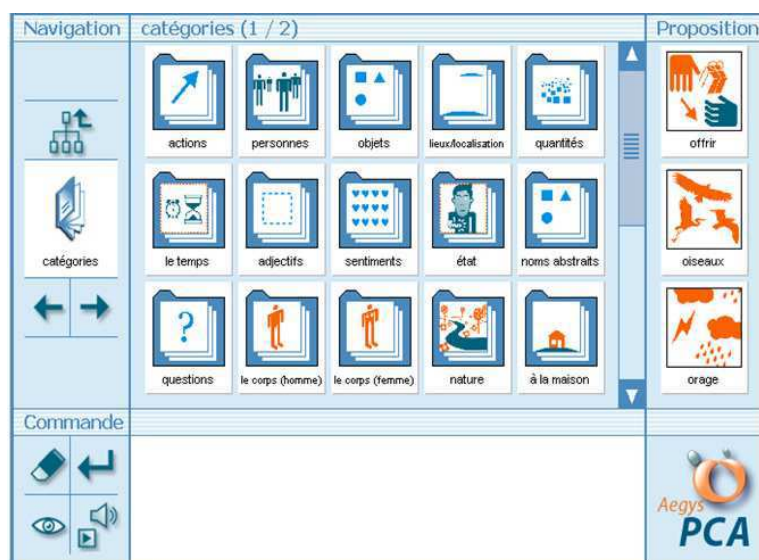 Navigation
catégories (1 / 2)
Proposition
actions
personnes
objets
lieux/localisation
quantités
offrir
catégories
le temps
adjectifs
sentiments
état
noms abstraits
oiseaux
?
questions
le corps (homme)
le corps (femme)
nature
à la maison
orage
Commande
Aegys
PCA